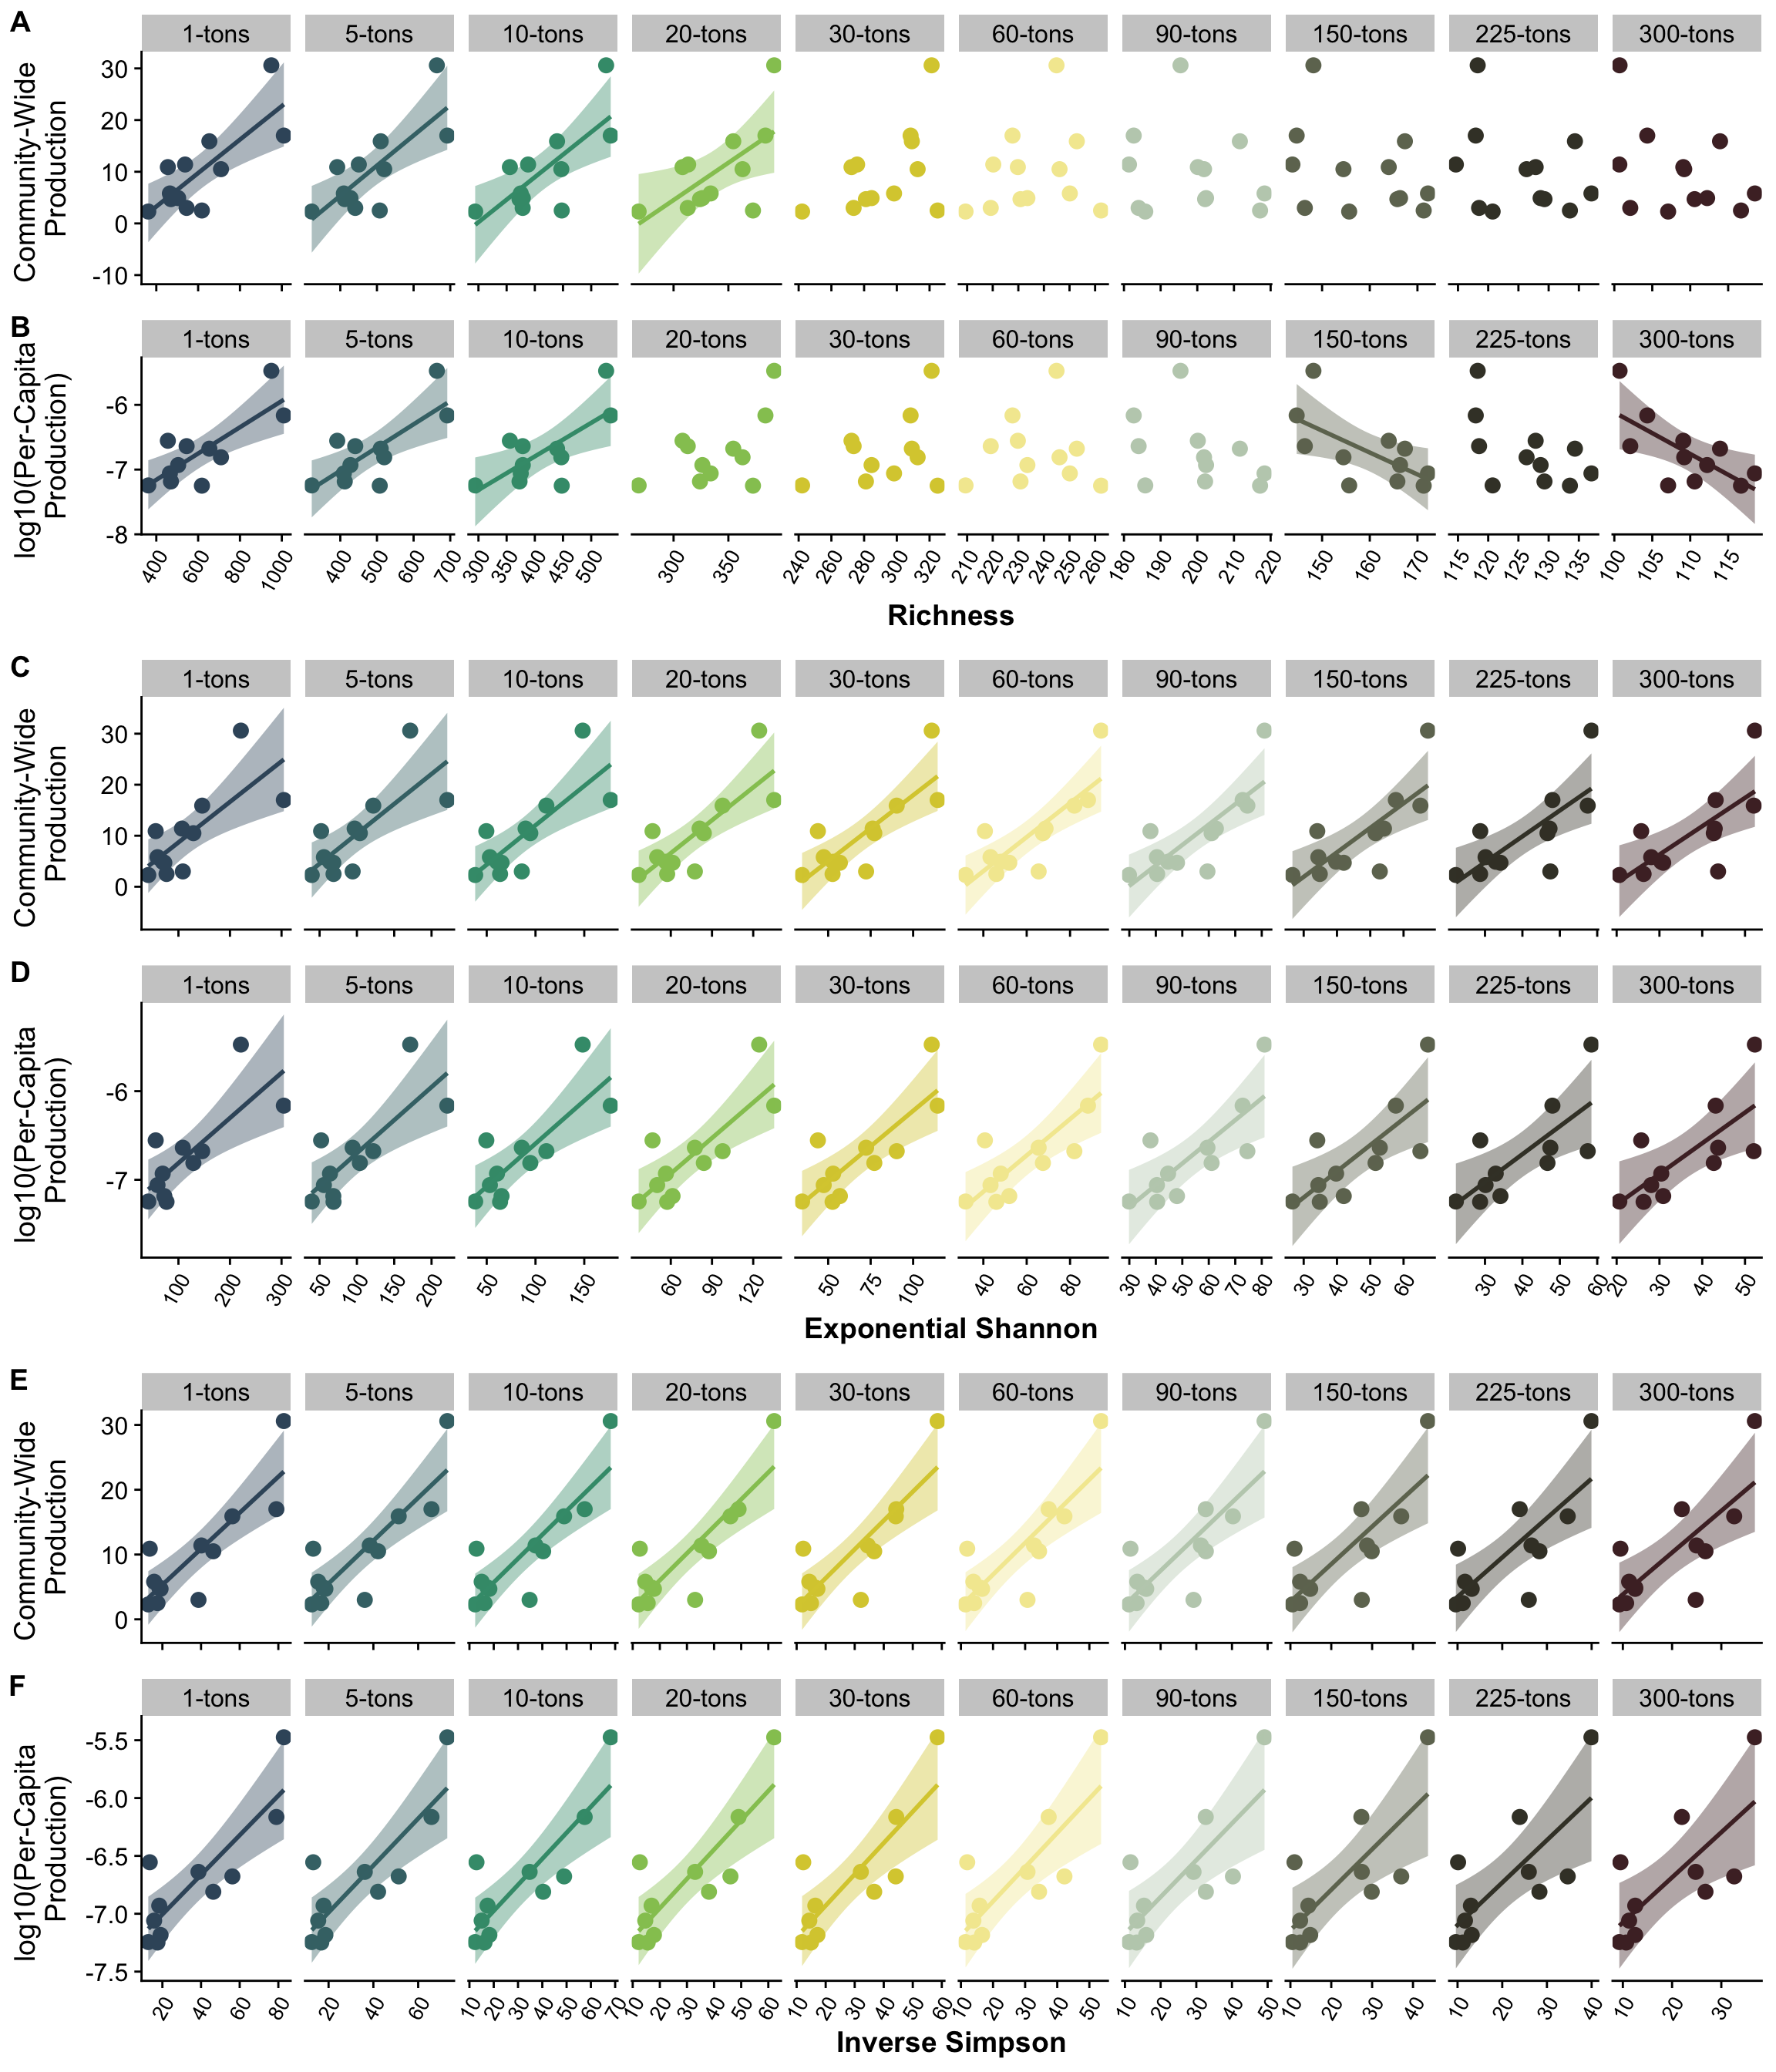 A
1-tons 5-tons 10-tons 20-tons 30-tons 60-tons 90-tons 150-tons 225-tons 300-tons
Community-Wide
Production
30
20
10
0
-10
B
1-tons 5-tons 10-tons 20-tons 30-tons 60-tons 90-tons 150-tons 225-tons 300-tons
log10(Per-Capita
Production)
-6
-7
-8
400 600 800 1000 400 500 600 700 300 350 400 450 500 300 350 240 260 280 300 320 210 220 230 240 250 260 180 190 200 210 220 150 160 170 115 120 125 130 135 100 105 110 115
Richness
C
1-tons 5-tons 10-tons 20-tons 30-tons 60-tons 90-tons 150-tons 225-tons 300-tons
Community-Wide
Production
30
20
10
0
D
1-tons 5-tons 10-tons 20-tons 30-tons 60-tons 90-tons 150-tons 225-tons 300-tons
log10(Per-Capita
Production)
-6
-7
100 200 300 50 100 150 200 50 100 150 60 90 120 50 75 100 40 60 80 30 40 50 60 70 80 30 40 50 60 30 40 50 60 20 30 40 50
Exponential Shannon
E
1-tons 5-tons 10-tons 20-tons 30-tons 60-tons 90-tons 150-tons 225-tons 300-tons
Community-Wide
Production
30
20
10
0
F
1-tons 5-tons 10-tons 20-tons 30-tons 60-tons 90-tons 150-tons 225-tons 300-tons
log10(Per-Capita
Production)
-5.5
-6.0
-6.5
-7.0
-7.5
20 40 60 80 20 40 60 10 20 30 40 50 60 70 10 20 30 40 50 60 10 20 30 40 50 60 10 20 30 40 50 10 20 30 40 50 10 20 30 40 10 20 30 40 10 20 30
Inverse Simpson